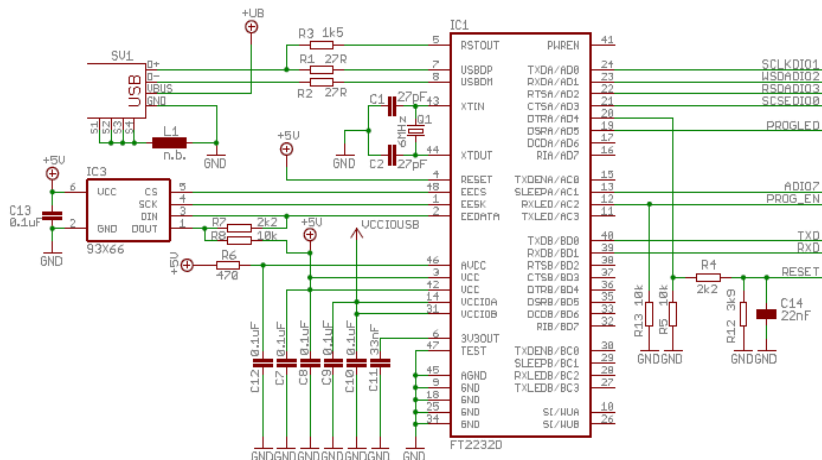 +UB
IC1
SV1
USB
D+
D-
VBUS
GND
S1
S2
S3
S4
L1
n.b.
GND
R3 1k5
R1 27R
R2 27R
C1 27pF
Q1
6MHz
C2 27pF
GND
+5V
+5V
IC3
6 VCC CS 5
SCK 4
DIN 3
2 GND DOUT 1
93X66
C13
0.1uF
GND
R7 2k2
R8 10k
+5V
VCCIOUSB
+5V
R6
470
C12 0.1uF
C7 0.1uF
C8 0.1uF
C9 0.1uF
C10 0.1uF
C11 33nF
GND GND GND GND GND GND GND
5 RSTOUT PWREN 41
7 USBDP TXDA/AD0 24 SCLKDIO1
8 USBDM RXDA/AD1 23 WSDADIO2
RTSA/AD2 22 RSDADIO3
43 XTIN CTSA/AD3 21 SCSEDIO0
DTRA/AD4 20
DSRA/AD5 19 PROGLED
DCDA/AD6 17
44 XTOUT RIA/AD7 16
4 RESET TXDENA/AC0 15
48 EECS SLEEPA/AC1 13 ADIO7
1 EESK RXLED/AC2 12 PROG_EN
2 EEDATA TXLED/AC3 11
TXDB/BD0 40 TXD
RXDB/BD1 39 RXD
46 AVCC RTSB/BD2 38
3 VCC CTSB/BD3 37
42 VCC DTRB/BD4 36
14 VCCIOA DSRB/BD5 35
31 VCCIOB DCDB/BD6 33
RIB/BD7 32
6 3V3OUT
47 TEST TXDENB/BC0 30
SLEEPB/BC1 29
45 AGND RXLEDB/BC2 28
9 GND TXLEDB/BC3 27
18 GND
25 GND SI/WUA 10
34 GND SI/WUB 26
FT2232D
R4
2k2
RESET
R13 10k
R5 10k
R12 3k9
C14
22nF
GND GND GND GND